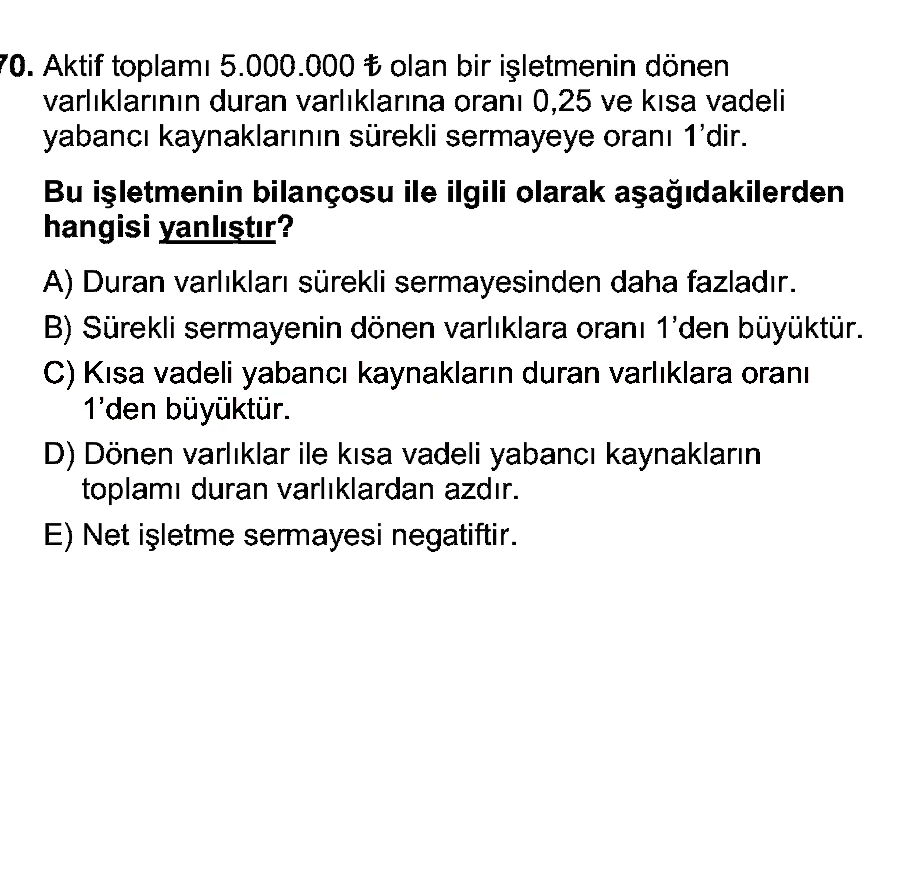 70. Aktif toplamı 5.000.000 ₺ olan bir işletmenin dönen
varlıklarının duran varlıklarına oranı 0,25 ve kısa vadeli
yabancı kaynaklarının sürekli sermayeye oranı 1’dir.
Bu işletmenin bilançosu ile ilgili olarak aşağıdakilerden
hangisi yanlıştır?
A) Duran varlıkları sürekli sermayesinden daha fazladır.
B) Sürekli sermayenin dönen varlıklara oranı 1’den büyüktür.
C) Kısa vadeli yabancı kaynakların duran varlıklara oranı
1’den büyüktür.
D) Dönen varlıklar ile kısa vadeli yabancı kaynakların
toplamı duran varlıklardan azdır.
E) Net işletme sermayesi negatiftir.